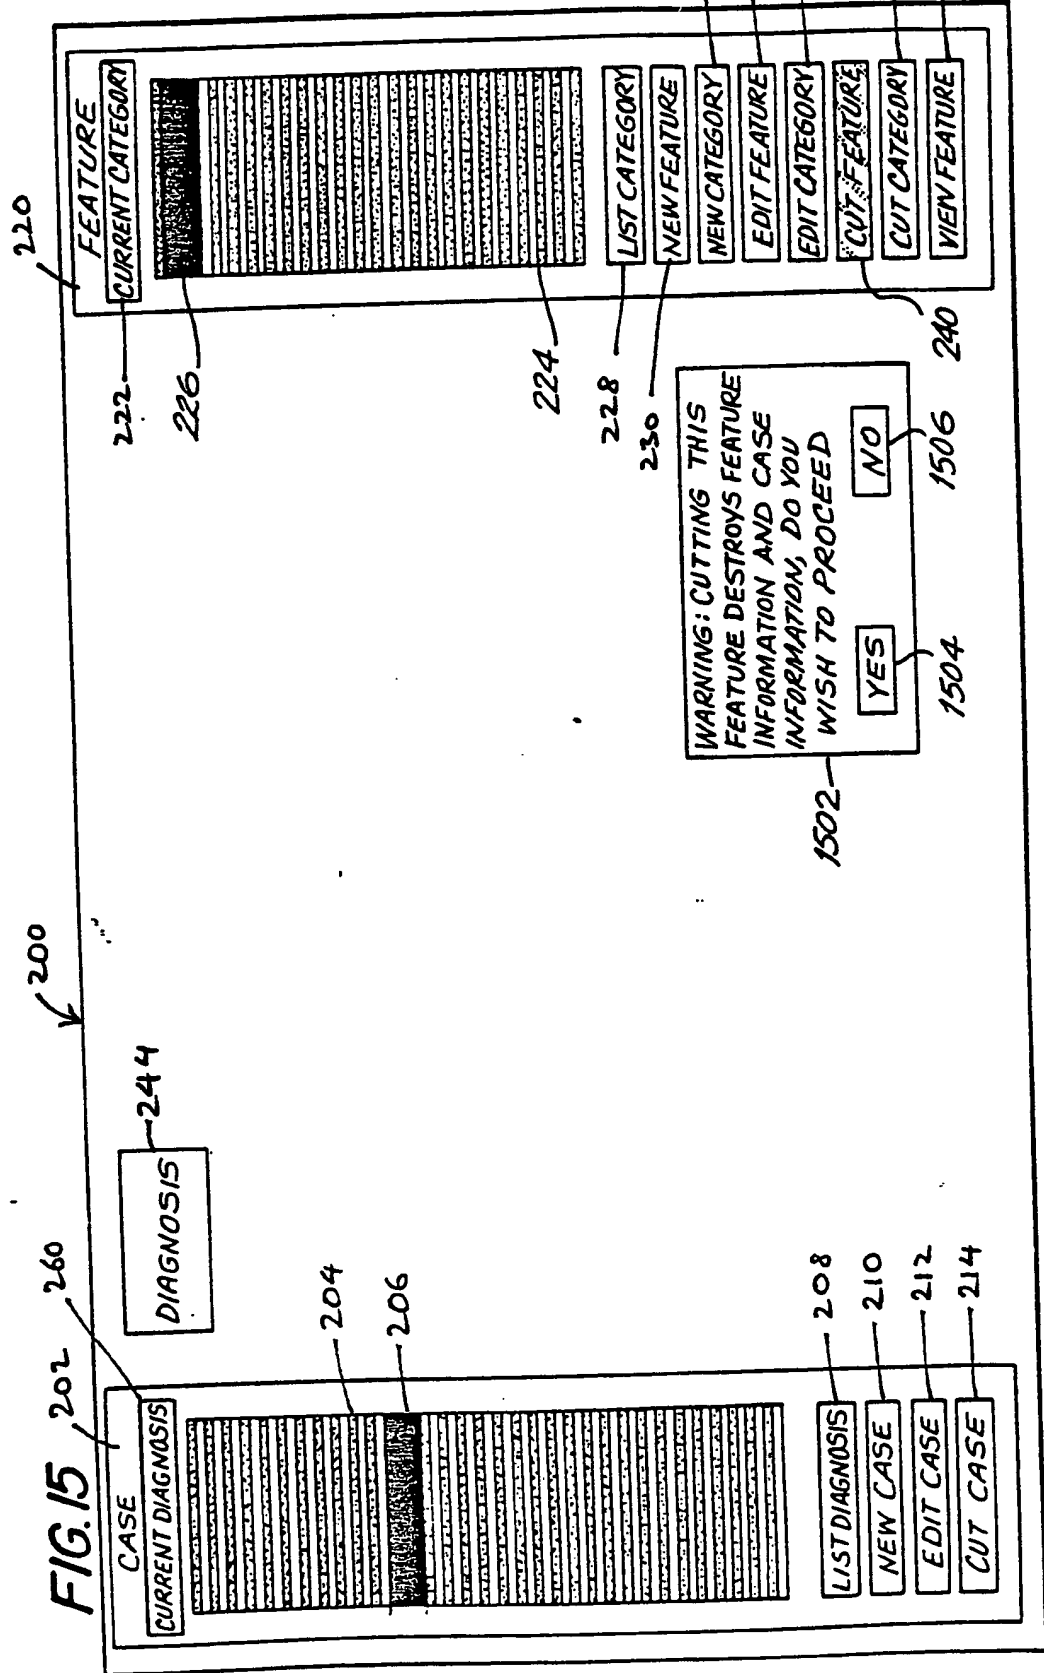 FIG.15
200
202
260
CASE
CURRENT DIAGNOSIS
204
206
LIST DIAGNOSIS
208
NEW CASE
210
EDIT CASE
212
CUT CASE
214
DIAGNOSIS
244
220
FEATURE
CURRENT CATEGORY
222
226
224
LIST CATEGORY
228
NEW FEATURE
230
NEW CATEGORY
EDIT FEATURE
EDIT CATEGORY
CUT FEATURE
240
CUT CATEGORY
VIEW FEATURE
WARNING: CUTTING THIS
FEATURE DESTROYS FEATURE
INFORMATION AND CASE
INFORMATION, DO YOU
WISH TO PROCEED
YES
NO
1502
1504
1506